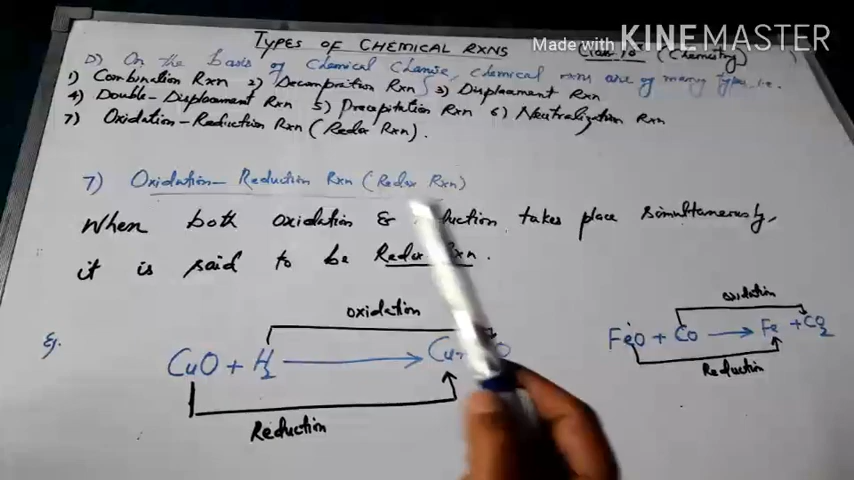 TYPES OF CHEMICAL RXNS
Class 10 (Chemistry)
Made with KINEMASTER
D) On the Basis of Chemical Change, chemical rxns are of many types i.e.
1) Combination Rxn 2) Decomposition Rxn 3) Displacement Rxn
4) Double-Displacement Rxn 5) Precipitation Rxn 6) Neutralization Rxn
7) Oxidation-Reduction Rxn (Redox Rxn).
7) Oxidation-Reduction Rxn (Redox Rxn)
When both oxidation & takes place simultaneously,
it is said to be Redox Rxn.
Eg.
oxidation
CuO + H2 → Cu
Reduction
oxidation
FeO + Co → Fe + CO2
Reduction